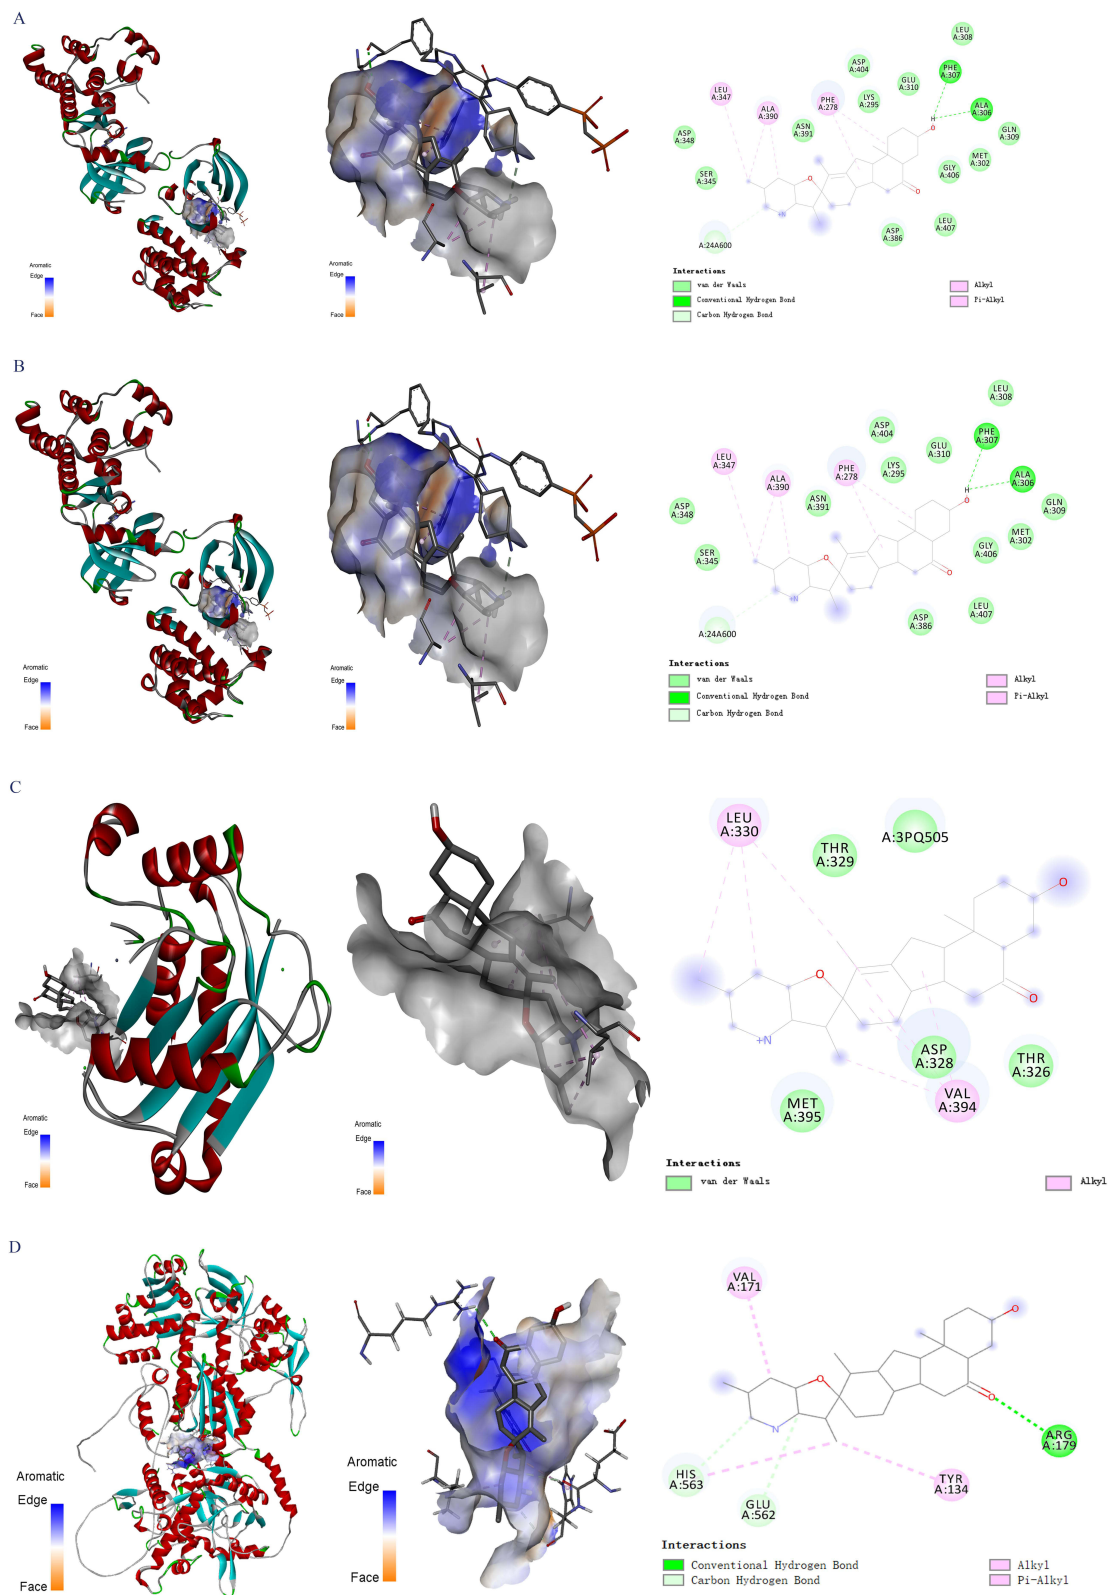 A
Aromatic
Edge
Face
Aromatic
Edge
Face
LEU
A:308
ASP
A:404
PHE
A:307
GLU
A:310
LEU
A:347
LYS
A:295
PHE
A:278
ALA
A:306
ALA
A:390
ASN
A:391
GLN
A:309
ASP
A:348
H
O
MET
A:302
GLY
A:406
SER
A:345
O
O
+N
LEU
A:407
ASP
A:386
A:24A600
Interactions
van der Waals
Conventional Hydrogen Bond
Carbon Hydrogen Bond
Alkyl
Pi-Alkyl
B
Aromatic
Edge
Face
Aromatic
Edge
Face
LEU
A:308
ASP
A:404
PHE
A:307
GLU
A:310
LEU
A:347
LYS
A:295
PHE
A:278
ALA
A:306
ALA
A:390
ASN
A:391
GLN
A:309
ASP
A:348
H
O
MET
A:302
GLY
A:406
SER
A:345
O
O
+N
LEU
A:407
ASP
A:386
A:24A600
Interactions
van der Waals
Conventional Hydrogen Bond
Carbon Hydrogen Bond
Alkyl
Pi-Alkyl
C
Aromatic
Edge
Face
Aromatic
Edge
Face
LEU
A:330
THR
A:329
A:3PQ505
O
O
O
+N
ASP
A:328
THR
A:326
MET
A:395
VAL
A:394
Interactions
van der Waals
Alkyl
D
Aromatic
Edge
Face
Aromatic
Edge
Face
VAL
A:171
O
O
O
N
ARG
A:179
HIS
A:563
GLU
A:562
TYR
A:134
Interactions
Conventional Hydrogen Bond
Carbon Hydrogen Bond
Alkyl
Pi-Alkyl